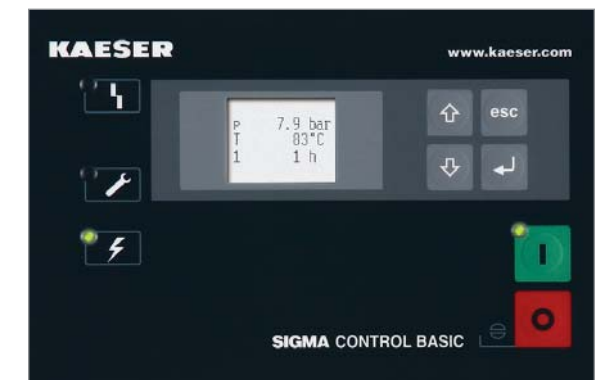 KAESER
www.kaeser.com
esc
P 7.9 bar
T 83°C
1 1 h
SIGMA CONTROL BASIC